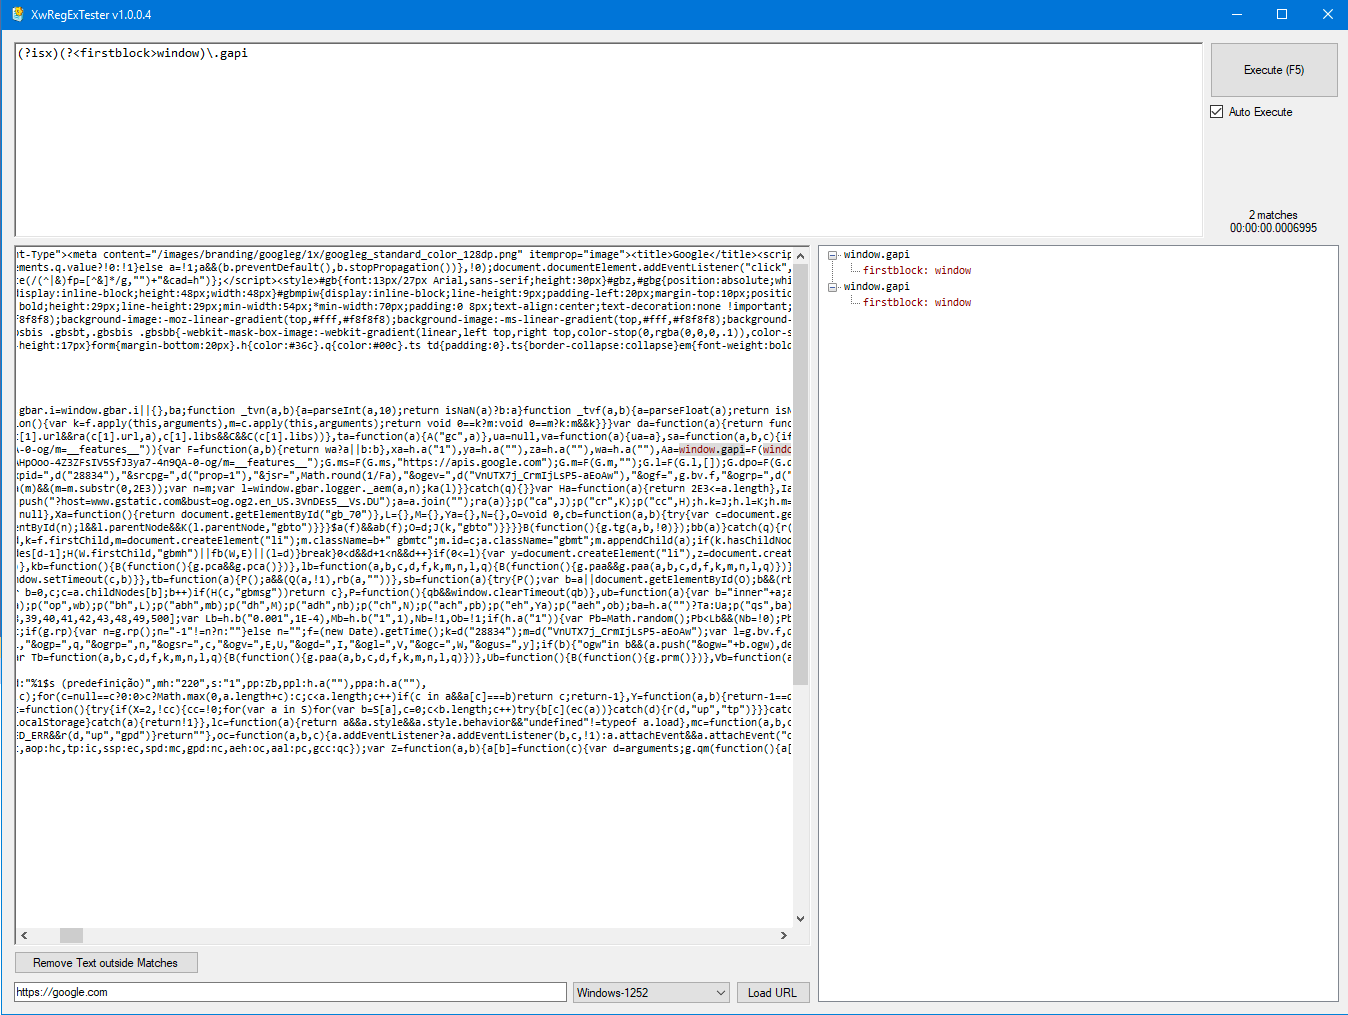 XwRegExTester v1.0.0.4
(?isx)(?<firstblock>window)\.gapi
Execute (F5)
Auto Execute
2 matches
00:00:00.0006995
nt-Type"><meta content="/images/branding/googleg/1x/googleg_standard_color_128dp.png" itemprop="image"><title>Google</title><scrip
ements.q.value?!0:!1}else a=!1;a&&(b.preventDefault(),b.stopPropagation())},!0);document.documentElement.addEventListener("click",
ce(/(^|&)fp=[^&]*/g,"")+"&cad=h")};</script><style>#gb{font:13px/27px Arial,sans-serif;height:30px}#gbz,#gbg{position:absolute;whi
display:inline-block;height:48px;width:48px}#gbmpiw{display:inline-block;line-height:9px;padding-left:20px;margin-top:10px;positic
:bold;height:29px;line-height:29px;min-width:54px;*min-width:70px;padding:0 8px;text-align:center;text-decoration:none !important;
f8f8f8);background-image:-moz-linear-gradient(top,#fff,#f8f8f8);background-image:-ms-linear-gradient(top,#fff,#f8f8f8);background-
bsbis .gbsbt,.gbsbis .gbsbb{-webkit-mask-box-image:-webkit-gradient(linear,left top,right top,color-stop(0,rgba(0,0,0,.1)),color-s
-height:17px}form{margin-bottom:20px}.h{color:#36c}.q{color:#00c}.ts td{padding:0}.ts{border-collapse:collapse}em{font-weight:bold
.gbar.i=window.gbar.i||{},ba;function _tvn(a,b){a=parseInt(a,10);return isNaN(a)?b:a}function _tvf(a,b){a=parseFloat(a);return isN
ion(){var k=f.apply(this,arguments),m=c.apply(this,arguments);return void 0==k?m:void 0==m?k:m&&k}}}var da=function(a){return func
c[1].url&&ra(c[1].url,a),c[1].libs&&C&&C(c[1].libs))},ta=function(a){A("gc",a)},ua=null,va=function(a){ua=a},sa=function(a,b,c){if
A-0-og/m=__features__")){var F=function(a,b){return wa?a||b:b},xa=h.a("1"),ya=h.a(""),za=h.a(""),wa=h.a(""),Aa=window.gapi=F(windo
AHpOoo-4Z3ZFsIV5SfJ3ya7-4n9QA-0-og/m=__features__");G.ms=F(G.ms,"https://apis.google.com");G.m=F(G.m,"");G.l=F(G.l,[]);G.dpo=F(G.d
xpid=",d("28834"),"&srcpg=",d("prop=1"),"&jsr=",Math.round(1/Fa),"&ogev=",d("VnUTX7j_CrmIjLsP5-aEoAw"),"&ogf=",g.bv.f,"&ogrp=",d("
a(m)&&(m=m.substr(0,2E3));var n=m;var l=window.gbar.logger._aem(a,n);ka(l)}}catch(q){}}var Ha=function(a){return 2E3<=a.length},Ia
push("?host=www.gstatic.com&bust=og.og2.en_US.3VnDEs5__Vs.DU");a=a.join("");ra(a)};p("ca",J);p("cr",K);p("cc",H);h.k=J;h.l=K;h.m=
null},Xa=function(){return document.getElementById("gb_70")},L={},M={},Ya={},N={},O=void 0,cb=function(a,b){try{var c=document.ge
entById(n);l&&l.parentNode&&K(l.parentNode,"gbto")}}}$a(f)&&ab(f);O=d;J(k,"gbto")}}}}B(function(){g.tg(a,b,!0)});bb(a)}catch(q){r(
d,k=f.firstChild,m=document.createElement("li");m.className=b+" gbmtc";m.id=c;a.className="gbmt";m.appendChild(a);if(k.hasChildNoc
des[d-1];H(W.firstChild,"gbmh")||fb(W,E)||(l=d)}break}0<d&&d+1<n&&d++}if(0<=l){var y=document.createElement("li"),z=document.creat
)},kb=function(){B(function(){g.pca&&g.pca()})},lb=function(a,b,c,d,f,k,m,n,l,q){B(function(){g.paa&&g.paa(a,b,c,d,f,k,m,n,l,q)})}
ndow.setTimeout(c,b)}},tb=function(a){P();a&&(Q(a,!1),rb(a,""))},sb=function(a){try{P();var b=a||document.getElementById(O);b&&(rb
r b=0,c;c=a.childNodes[b];b++)if(H(c,"gbmsg"))return c},P=function(){qb&&window.clearTimeout(qb)},ub=function(a){var b="inner"+a;a
);p("op",wb);p("bh",L);p("abh",mb);p("dh",M);p("adh",nb);p("ch",N);p("ach",pb);p("eh",Ya);p("aeh",ob);ba=h.a("")?Ta:Ua;p("qs",ba)
,39,40,41,42,43,48,49,500];var Lb=h.b("0.001",1E-4),Mb=h.b("1",1),Nb=!1,Ob=!1;if(h.a("1")){var Pb=Math.random();Pb<Lb&&(Nb=!0);Pb
;if(g.rp){var n=g.rp();n="-1"!=n?n:""}else n="";f=(new Date).getTime();k=d("28834");m=d("VnUTX7j_CrmIjLsP5-aEoAw");var l=g.bv.f,d
,"&ogp=",q,"&ogrp=",n,"&ogsr=",c,"&ogv=",E,U,"&ogd=",I,"&ogl=",V,"&ogc=",W,"&ogus=",y];if(b){"ogw"in b&&(a.push("&ogw="+b.ogw),de
var Tb=function(a,b,c,d,f,k,m,n,l,q){B(function(){g.paa(a,b,c,d,f,k,m,n,l,q)})},Ub=function(){B(function(){g.prm()})},Vb=function(a
d:"%1$s (predefinição)",mh:"220",s:"1",pp:Zb,ppl:h.a(""),ppa:h.a(""),
c);for(C=null==c?0:0>c?Math.max(0,a.length+c):c;c<a.length;c++)if(c in a&&a[c]===b)return c;return-1},Y=function(a,b){return-1==c
c=function(){try{if(X=2,!cc){cc=!0;for(var a in S)for(var b=S[a],c=0;c<b.length;c++)try{b[c](ec(a))}catch(d){r(d,"up","tp")}}}catc
localStorage}catch(a){return!1}},lc=function(a){return a&&a.style&&a.style.behavior&&"undefined"!=typeof a.load},mc=function(a,b,c
ED_ERR&&r(d,"up","gpd")}return""},oc=function(a,b,c){a.addEventListener?a.addEventListener(b,c,!1):a.attachEvent&&a.attachEvent("c
c,aop:hc,tp:ic,ssp:ec,spd:mc,gpd:nc,aeh:oc,aal:pc,gcc:qc});var Z=function(a,b){a[b]=function(c){var d=arguments;g.qm(function(){a[
window.gapi
firstblock: window
window.gapi
firstblock: window
Remove Text outside Matches
https://google.com
Windows-1252
Load URL